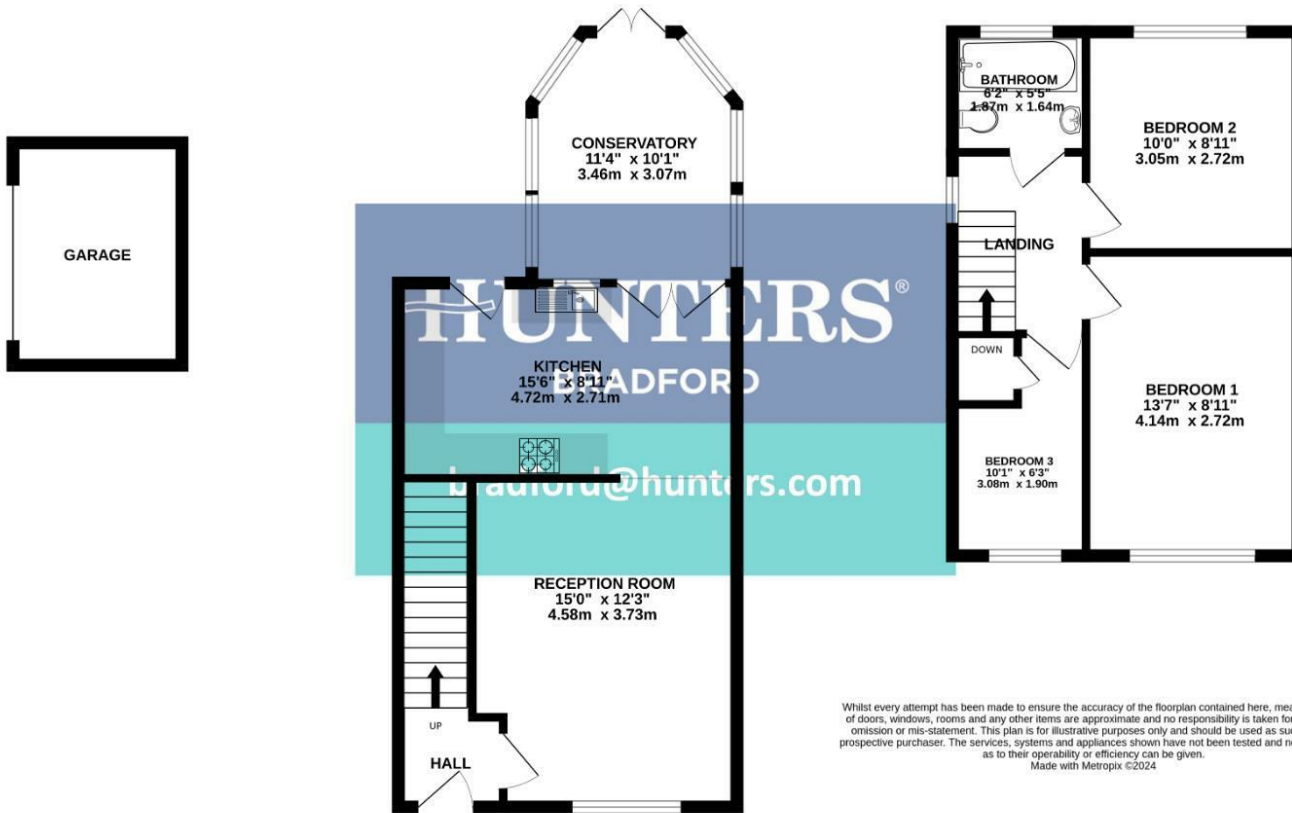 GARAGE
CONSERVATORY
11'4" x 10'1"
3.46m x 3.07m
HUNTERS®
BRADFORD
bradford@hunters.com
KITCHEN
15'6" x 8'11"
4.72m x 2.71m
RECEPTION ROOM
15'0" x 12'3"
4.58m x 3.73m
UP
HALL
BATHROOM
6'2" x 5'5"
1.87m x 1.64m
BEDROOM 2
10'0" x 8'11"
3.05m x 2.72m
LANDING
DOWN
BEDROOM 1
13'7" x 8'11"
4.14m x 2.72m
BEDROOM 3
10'1" x 6'3"
3.08m x 1.90m
Whilst every attempt has been made to ensure the accuracy of the floorplan contained here, mea
of doors, windows, rooms and any other items are approximate and no responsibility is taken for
omission or mis-statement. This plan is for illustrative purposes only and should be used as suc
prospective purchaser. The services, systems and appliances shown have not been tested and no
as to their operability or efficiency can be given.
Made with Metropix ©2024